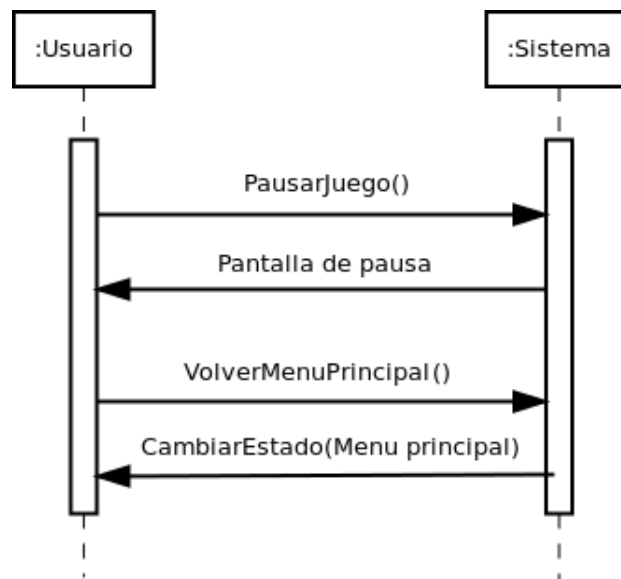 :Usuario
:Sistema
PausarJuego()
Pantalla de pausa
VolverMenuPrincipal()
CambiarEstado(Menu principal)